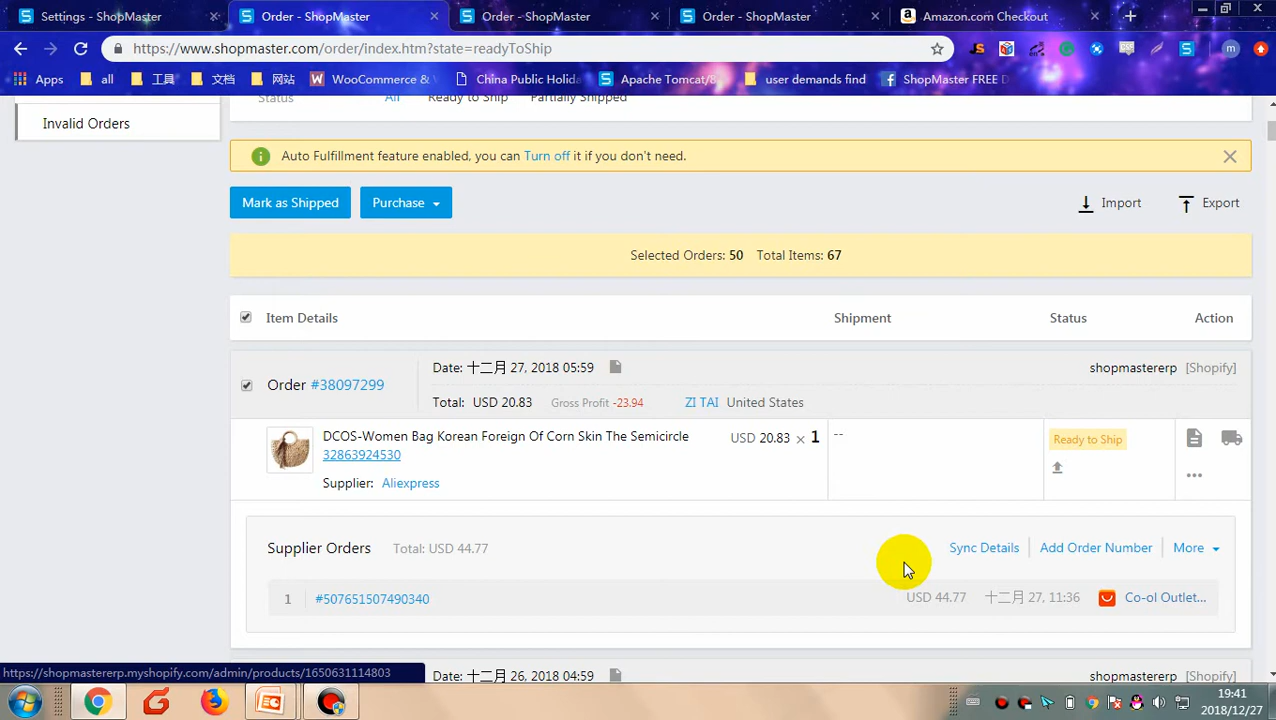 Settings - ShopMaster
Order - ShopMaster
Order - ShopMaster
Order - ShopMaster
Amazon.com Checkout
https://www.shopmaster.com/order/index.htm?state=readyToShip
Apps
all
工具
文档
网站
WooCommerce &
China Public Holida
Apache Tomcat/8
user demands find
ShopMaster FREE D
Invalid Orders
Status
All
Ready to Ship
Partially Shipped
Auto Fulfillment feature enabled, you can Turn off it if you don't need.
Mark as Shipped
Purchase
Import
Export
Selected Orders: 50 Total Items: 67
Item Details
Shipment
Status
Action
Order #38097299
Date: 十二月 27, 2018 05:59
shopmastererp [Shopify]
Total: USD 20.83 Gross Profit -23.94 ZI TAI United States
DCOS-Women Bag Korean Foreign Of Corn Skin The Semicircle
32863924530
Supplier: Aliexpress
USD 20.83 × 1
--
Ready to Ship
Supplier Orders Total: USD 44.77
Sync Details
Add Order Number
More
1 #507651507490340
USD 44.77 十二月 27, 11:36 Co-ol Outlet...
Date: 十二月 26, 2018 04:59
shopmastererp [Shopify]
https://shopmastererp.myshopify.com/admin/products/1650631114803
19:41
2018/12/27